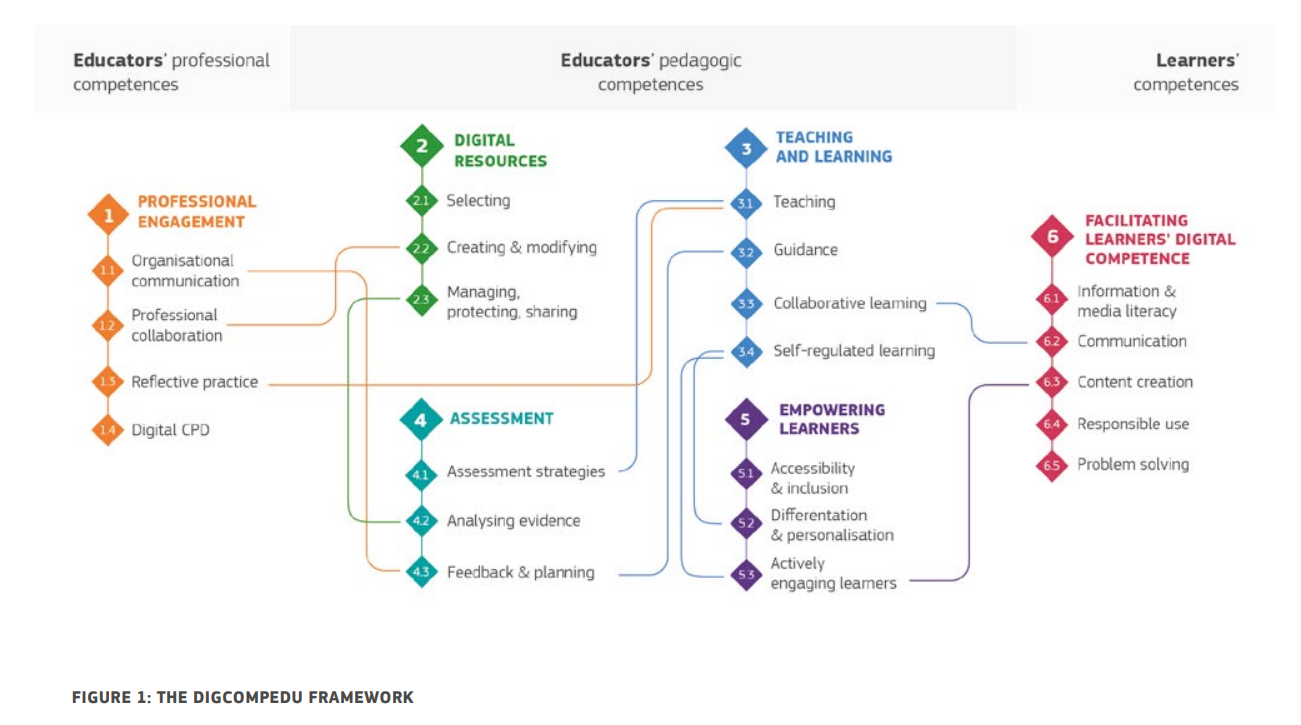 Educators' professional
competences
Educators' pedagogic
competences
Learners'
competences
1
PROFESSIONAL
ENGAGEMENT
1.1
Organisational
communication
1.2
Professional
collaboration
1.3
Reflective practice
1.4
Digital CPD
2
DIGITAL
RESOURCES
2.1
Selecting
2.2
Creating & modifying
2.3
Managing,
protecting, sharing
3
TEACHING
AND LEARNING
3.1
Teaching
3.2
Guidance
3.3
Collaborative learning
3.4
Self-regulated learning
4
ASSESSMENT
4.1
Assessment strategies
4.2
Analysing evidence
4.3
Feedback & planning
5
EMPOWERING
LEARNERS
5.1
Accessibility
& inclusion
5.2
Differentation
& personalisation
5.3
Actively
engaging learners
6
FACILITATING
LEARNERS' DIGITAL
COMPETENCE
6.1
Information &
media literacy
6.2
Communication
6.3
Content creation
6.4
Responsible use
6.5
Problem solving
FIGURE 1: THE DIGCOMPEDU FRAMEWORK